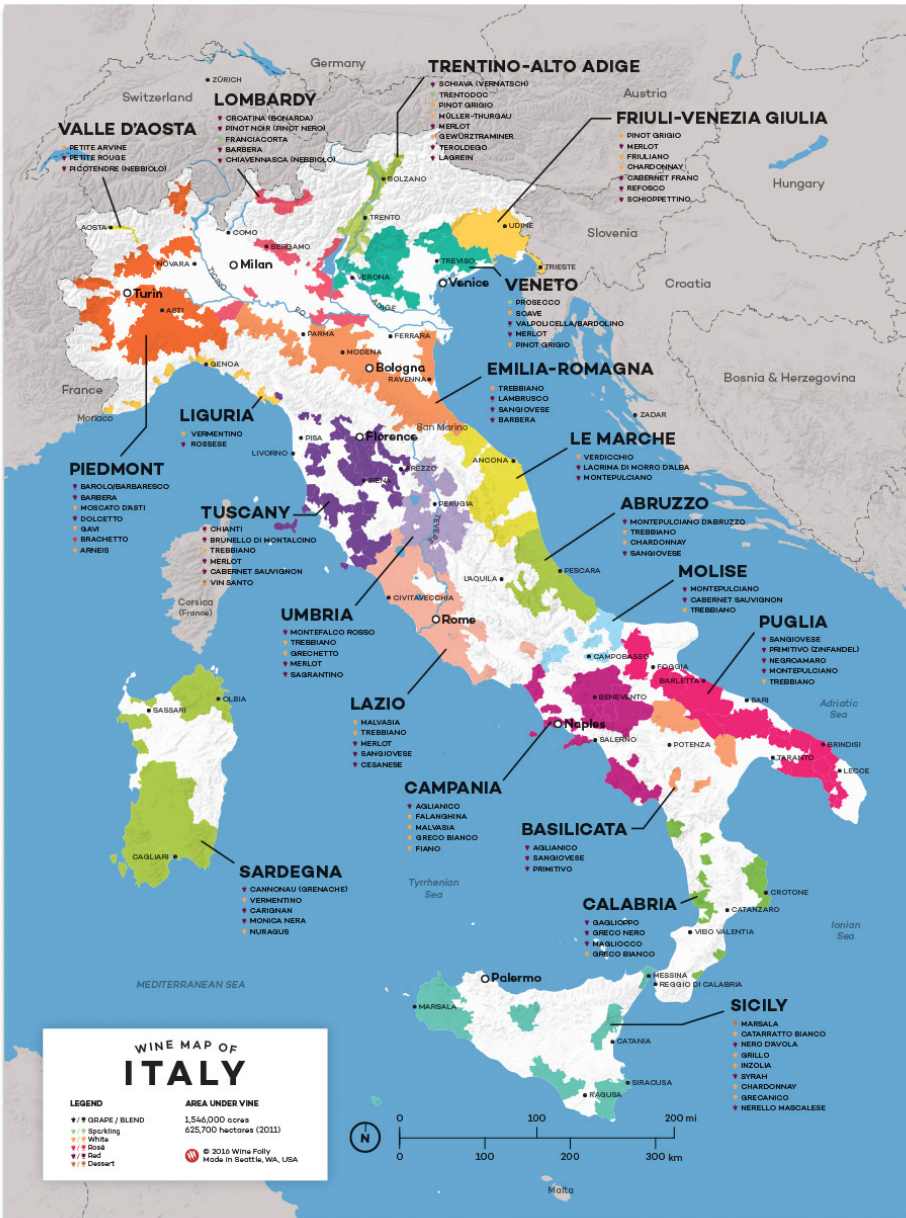 Germany
ZÜRICH
Switzerland
Austria
Hungary
Slovenia
Croatia
Bosnia & Herzegovina
France
Monaco
TRENTINO-ALTO ADIGE
SCHIAVA (VERNATSCH)
TRENTODOC
PINOT GRIGIO
MÜLLER-THURGAU
MERLOT
GEWÜRZTRAMINER
TEROLDEGO
LAGREIN
LOMBARDY
CROATINA (BONARDA)
PINOT NOIR (PINOT NERO)
FRANCIACORTA
BARBERA
CHIAVENNASCA (NEBBIOLO)
VALLE D'AOSTA
PETITE ARVINE
PETITE ROUGE
PICOTENDRE (NEBBIOLO)
FRIULI-VENEZIA GIULIA
PINOT GRIGIO
MERLOT
FRIULIANO
CHARDONNAY
CABERNET FRANC
REFOSCO
SCHIOPPETTINO
BOLZANO
TRENTO
AOSTA
COMO
BERGAMO
UDINE
TRIESTE
NOVARA
Milan
TICINO
VERONA
TREVISO
Venice
Turin
ASTI
PO
ADIGE
VENETO
PROSECCO
SOAVE
VALPOLICELLA/BARDOLINO
MERLOT
PINOT GRIGIO
PARMA
FERRARA
MODENA
Bologna
RAVENNA
GENOA
EMILIA-ROMAGNA
TREBBIANO
LAMBRUSCO
SANGIOVESE
BARBERA
LIGURIA
VERMENTINO
ROSSESE
San Marino
ZADAR
PISA
Florence
LIVORNO
AREZZO
SIENA
ANCONA
LE MARCHE
VERDICCHIO
LACRIMA DI MORRO D'ALBA
MONTEPULCIANO
PIEDMONT
BAROLO/BARBARESCO
BARBERA
MOSCATO D'ASTI
DOLCETTO
GAVI
BRACHETTO
ARNEIS
TUSCANY
CHIANTI
BRUNELLO DI MONTALCINO
TREBBIANO
MERLOT
CABERNET SAUVIGNON
VIN SANTO
PERUGIA
ABRUZZO
MONTEPULCIANO D'ABRUZZO
TREBBIANO
CHARDONNAY
SANGIOVESE
L'AQUILA
PESCARA
MOLISE
MONTEPULCIANO
CABERNET SAUVIGNON
TREBBIANO
Corsica
(France)
CIVITAVECCHIA
Rome
UMBRIA
MONTEFALCO ROSSO
TREBBIANO
GRECHETTO
MERLOT
SAGRANTINO
PUGLIA
SANGIOVESE
PRIMITIVO (ZINFANDEL)
NEGROAMARO
MONTEPULCIANO
TREBBIANO
CAMPOBASSO
FOGGIA
BARLETTA
BARI
Adriatic
Sea
OLBIA
SASSARI
LAZIO
MALVASIA
TREBBIANO
MERLOT
SANGIOVESE
CESANESE
BENEVENTO
Naples
SALERNO
POTENZA
TARANTO
BRINDISI
LECCE
CAMPANIA
AGLIANICO
FALANGHINA
MALVASIA
GRECO BIANCO
FIANO
BASILICATA
AGLIANICO
SANGIOVESE
PRIMITIVO
CAGLIARI
SARDEGNA
CANNONAU (GRENACHE)
VERMENTINO
CARIGNAN
MONICA NERA
NURAGUS
Tyrrhenian
Sea
CALABRIA
GAGLIOPPO
GRECO NERO
MAGLIOCCO
GRECO BIANCO
CROTONE
CATANZARO
VIBO VALENTIA
Ionian
Sea
MEDITERRANEAN SEA
Palermo
MESSINA
REGGIO DI CALABRIA
MARSALA
CATANIA
SIRACUSA
RAGUSA
SICILY
MARSALA
CATARRATTO BIANCO
NERO D'AVOLA
GRILLO
INZOLIA
SYRAH
CHARDONNAY
GRECANICO
NERELLO MASCALESE
WINE MAP OF
ITALY
LEGEND
/ GRAPE / BLEND
/ Sparkling
/ White
/ Rosé
/ Red
/ Dessert
AREA UNDER VINE
1,546,000 acres
625,700 hectares (2011)
© 2016 Wine Folly
Made in Seattle, WA, USA
N
0 100 200 mi
0 100 200 300 km
Malta